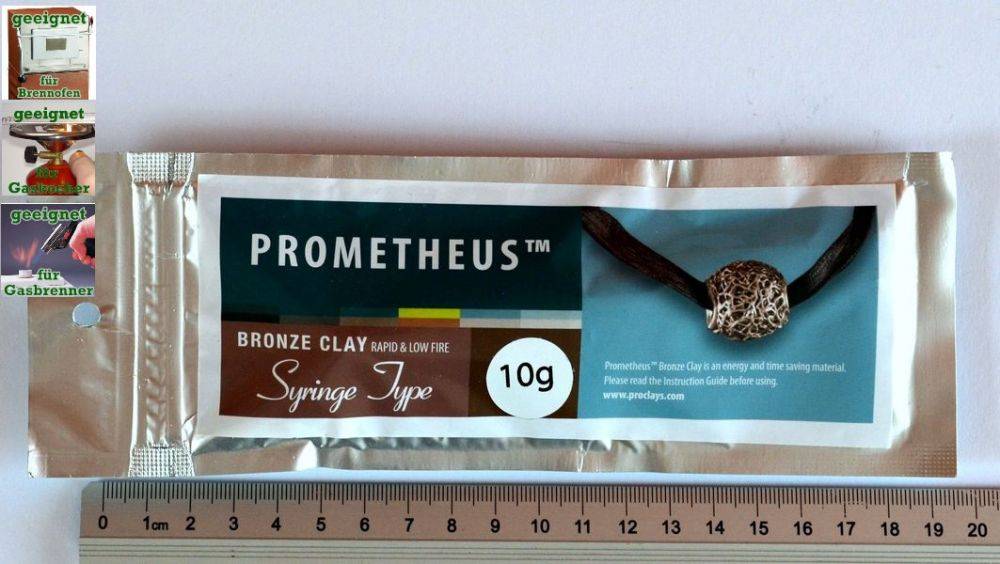 geeignet
für
Brennofen
geeignet
für
Gaskocher
geeignet
für
Gasbrenner
PROMETHEUS™
BRONZE CLAY RAPID & LOW FIRE
Syringe Type
10g
Prometheus™ Bronze Clay is an energy and time saving material.
Please read the Instruction Guide before using.
www.proclays.com
0 1cm 2 3 4 5 6 7 8 9 10 11 12 13 14 15 16 17 18 19 20